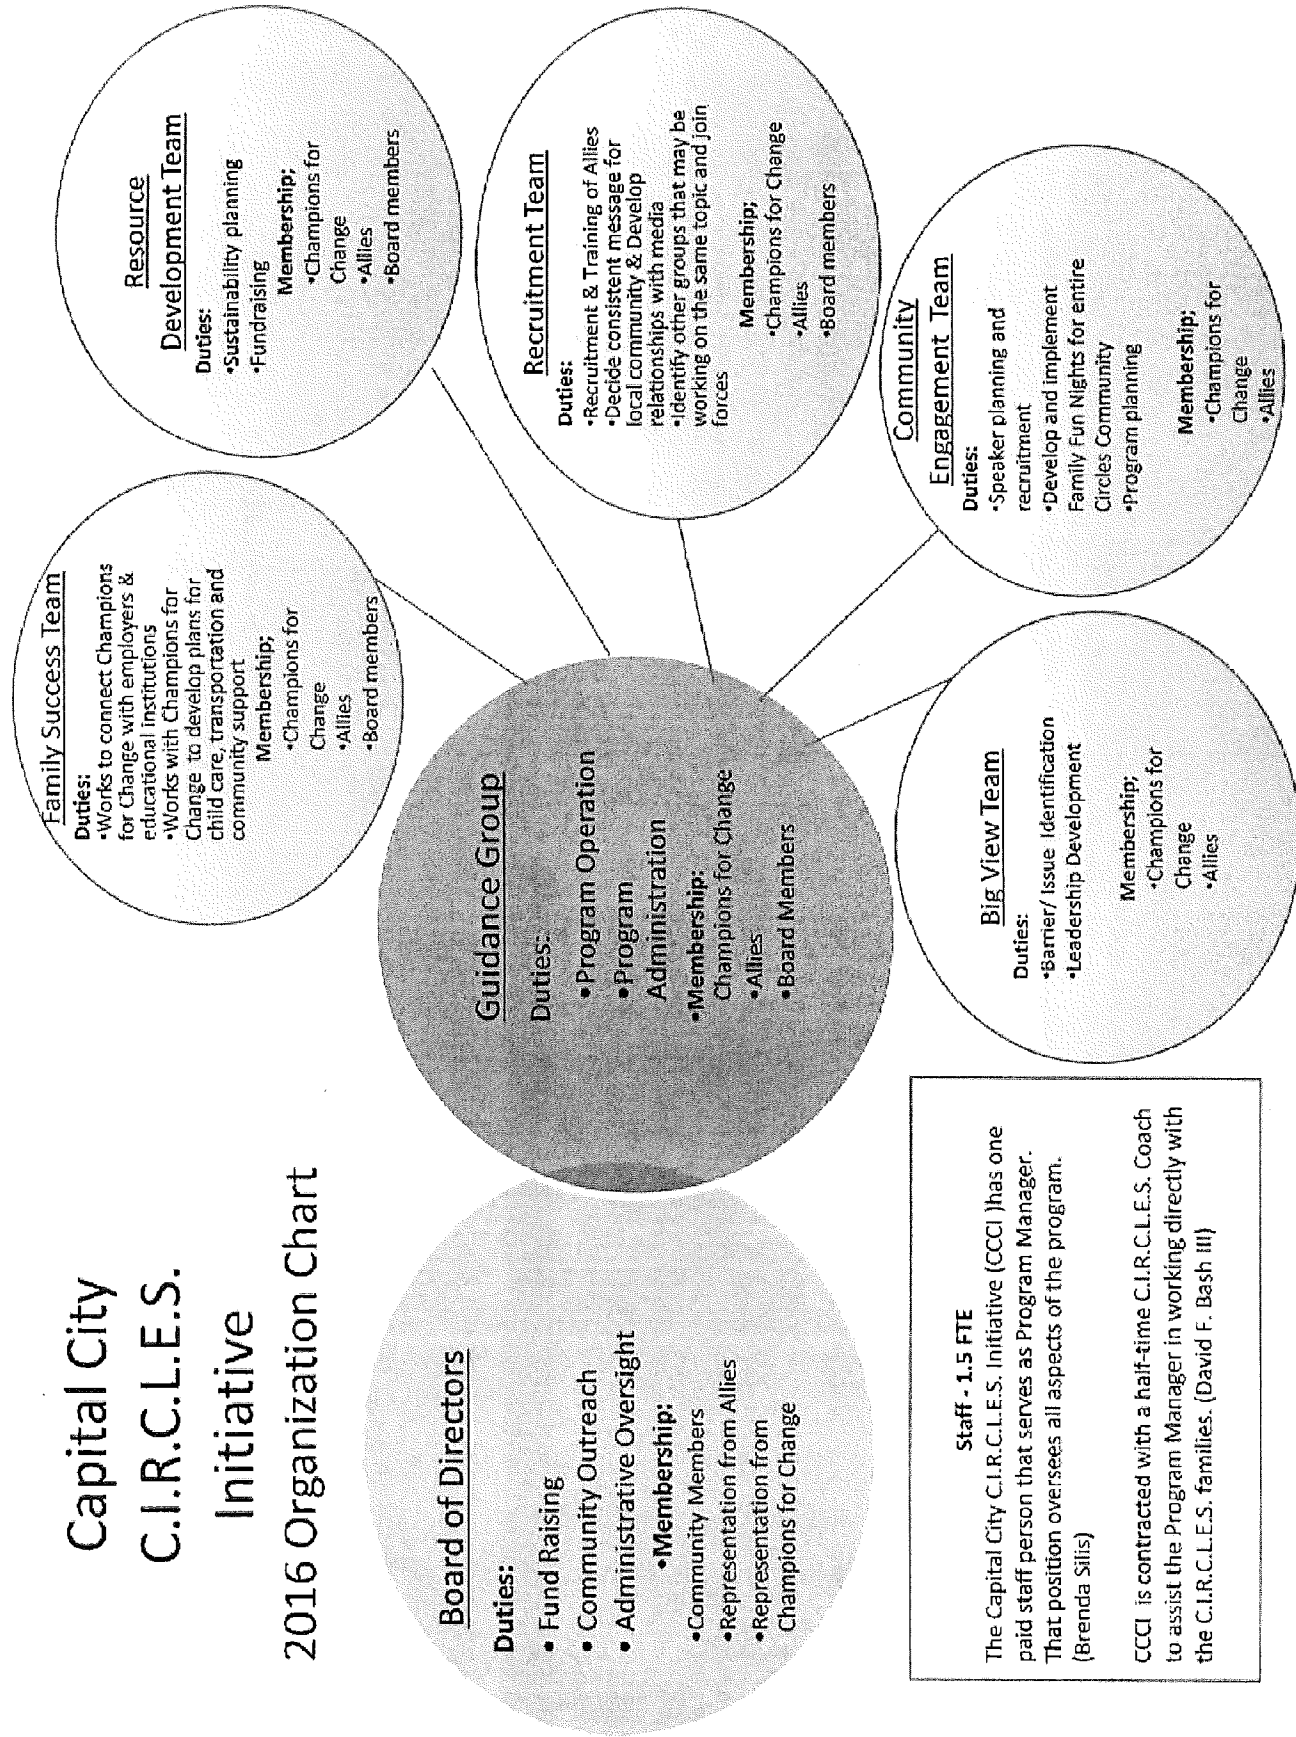 Capital City
C.I.R.C.L.E.S.
Initiative
2016 Organization Chart
Board of Directors
Duties:
• Fund Raising
• Community Outreach
• Administrative Oversight
•Membership:
•Community Members
•Representation from Allies
•Representation from
Champions for Change
Guidance Group
Duties:
•Program Operation
•Program
Administration
•Membership:
Champions for Change
•Allies
•Board Members
Family Success Team
Duties:
•Works to connect Champions
for Change with employers &
educational institutions
•Works with Champions for
Change to develop plans for
child care, transportation and
community support
Membership;
•Champions for
Change
•Allies
•Board members
Resource
Development Team
Duties:
•Sustainability planning
•Fundraising
Membership;
•Champions for
Change
•Allies
•Board members
Recruitment Team
Duties:
•Recruitment & Training of Allies
•Decide consistent message for
local community & Develop
relationships with media
•Identify other groups that may be
working on the same topic and join
forces
Membership;
•Champions for Change
•Allies
•Board members
Community
Engagement Team
Duties:
•Speaker planning and
recruitment
•Develop and implement
Family Fun Nights for entire
Circles Community
•Program planning
Membership;
•Champions for
Change
•Allies
Big View Team
Duties:
•Barrier/ Issue Identification
•Leadership Development
Membership;
•Champions for
Change
•Allies
Staff - 1.5 FTE
The Capital City C.I.R.C.L.E.S. Initiative (CCCI )has one
paid staff person that serves as Program Manager.
That position oversees all aspects of the program.
(Brenda Silis)
CCCI is contracted with a half-time C.I.R.C.L.E.S. Coach
to assist the Program Manager in working directly with
the C.I.R.C.L.E.S. families. (David F. Bash III)